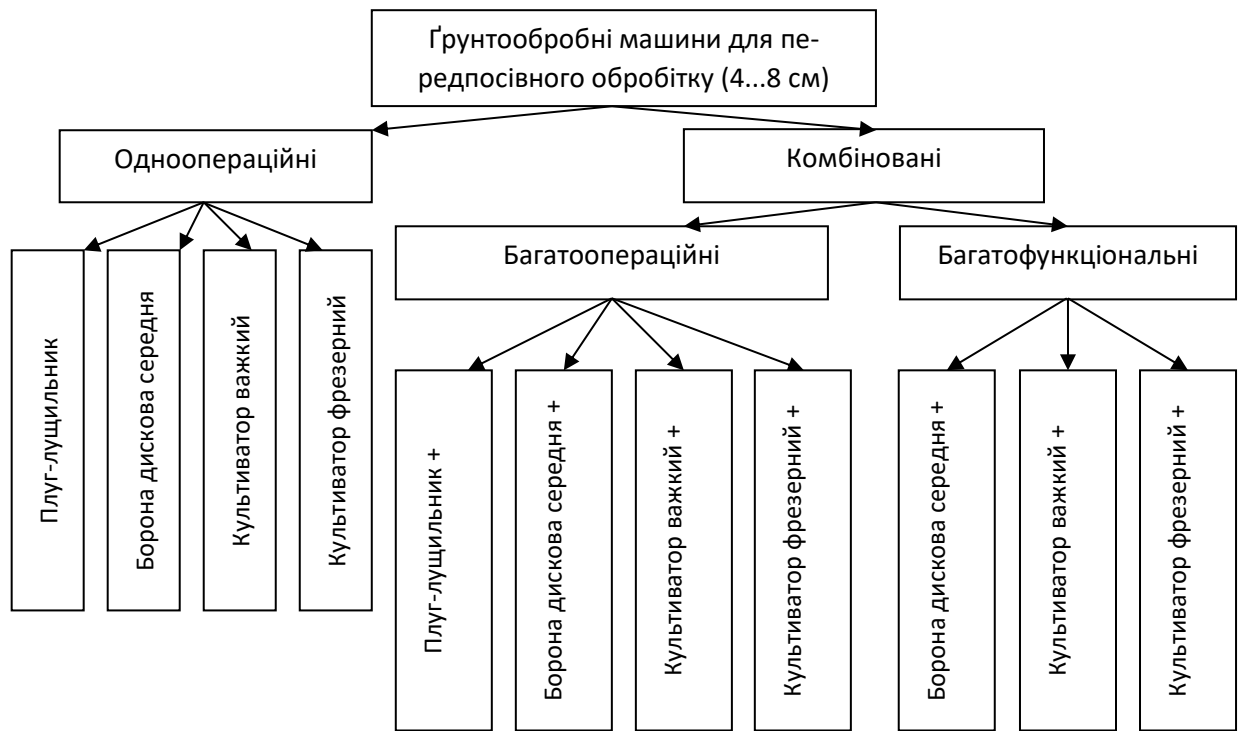 Ґрунтообробні машини для пе-
редпосівного обробітку (4...8 см)
Одноопераційні
Комбіновані
Багатоопераційні
Багатофункціональні
Плуг-лущильник
Борона дискова середня
Культиватор важкий
Культиватор фрезерний
Плуг-лущильник +
Борона дискова середня +
Культиватор важкий +
Культиватор фрезерний +
Борона дискова середня +
Культиватор важкий +
Культиватор фрезерний +